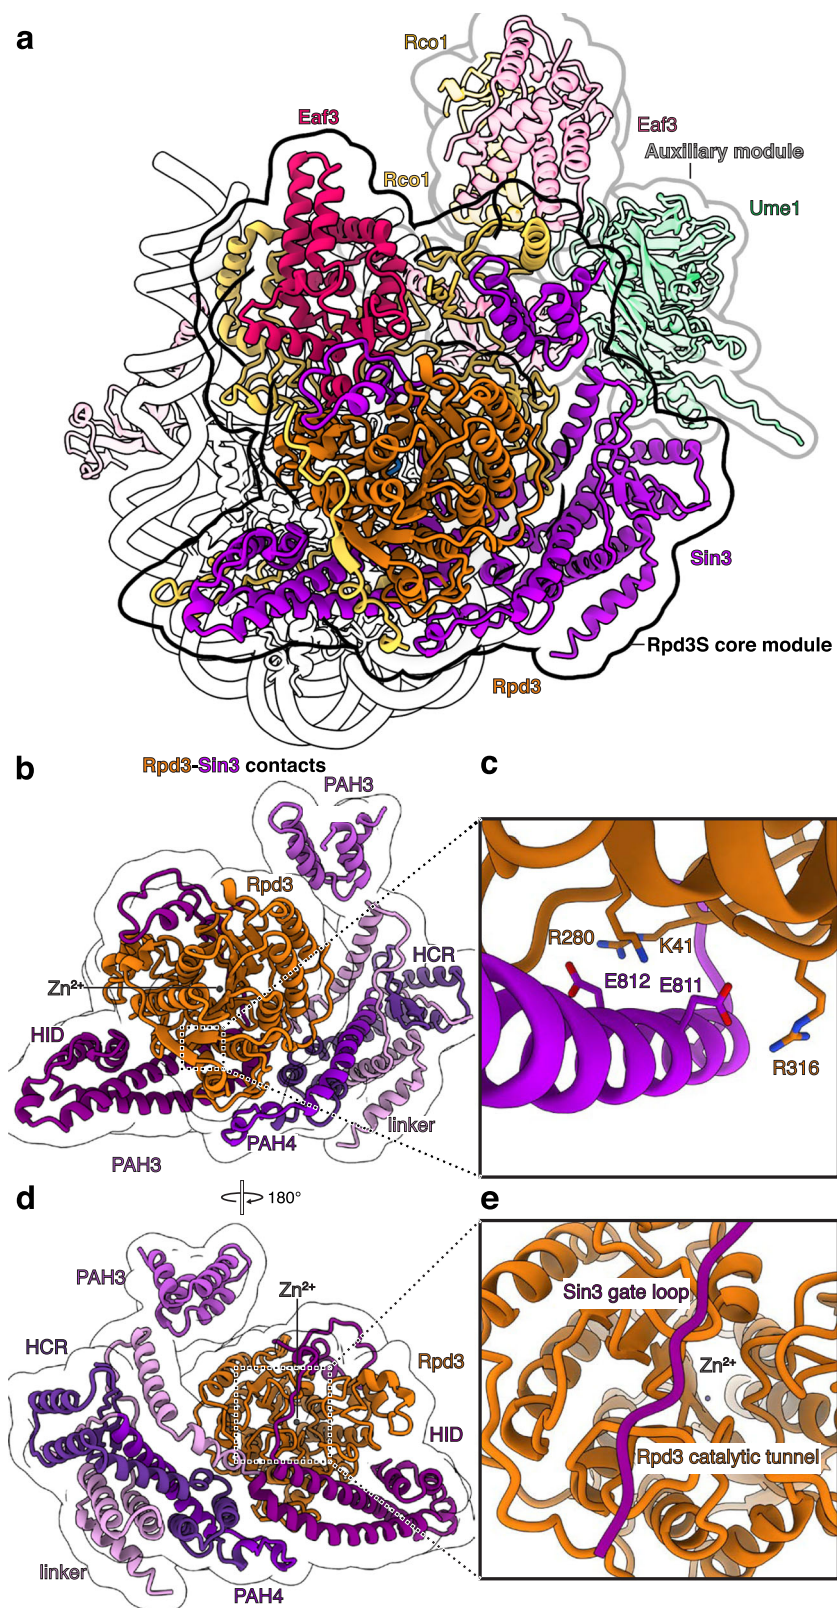 a
Rco1
Eaf3
Eaf3
Auxiliary module
Rco1
Ume1
Sin3
Rpd3S core module
Rpd3
b
Rpd3-Sin3 contacts
c
PAH3
Rpd3
HCR
Zn²⁺
HID
linker
PAH4
PAH3
R280
K41
E812
E811
R316
d
180°
e
PAH3
Zn²⁺
HCR
Rpd3
HID
linker
PAH4
Sin3 gate loop
Zn²⁺
Rpd3 catalytic tunnel